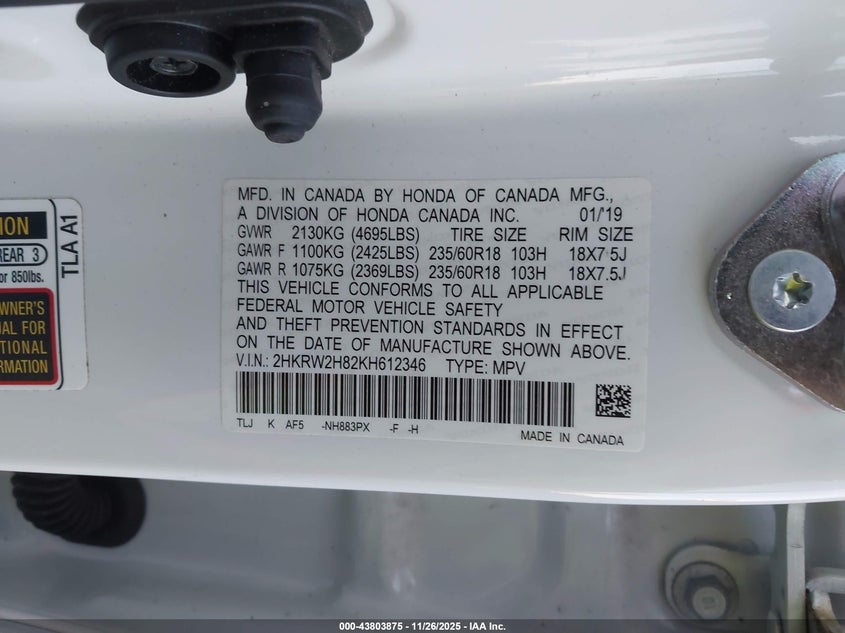 MFD. IN CANADA BY HONDA OF CANADA MFG.,
A DIVISION OF HONDA CANADA INC. 01/'19
GVWR 2130KG (4695LBS) TIRE SIZE RIM SIZE
GAWR F 1100KG (2425LBS) 235/60R18 103H 18X7.5J
GAWR R 1075KG (2369LBS) 235/60R18 103H 18X7.5J
THIS VEHICLE CONFORMS TO ALL APPLICABLE
FEDERAL MOTOR VEHICLE SAFETY
AND THEFT PREVENTION STANDARDS IN EFFECT
ON THE DATE OF MANUFACTURE SHOWN ABOVE.
V.I.N.: 2HKRW2H82KH612346 TYPE: MPV
TLJ K AF5 -NH883PX -F -H
MADE IN CANADA
ION
REAR 3
or 850lbs.
WNER'S
UAL FOR
TIONAL
RMATION
TLA A1
000-43803875 - 11/26/2025 - IAA Inc.